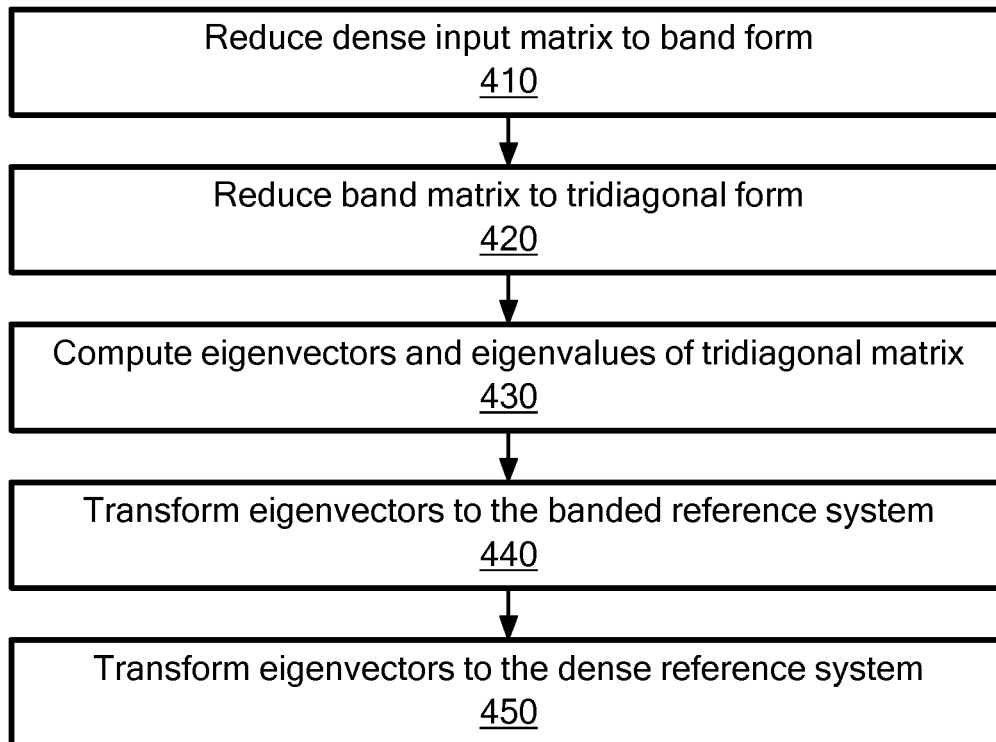 Reduce dense input matrix to band form
410
Reduce band matrix to tridiagonal form
420
Compute eigenvectors and eigenvalues of tridiagonal matrix
430
Transform eigenvectors to the banded reference system
440
Transform eigenvectors to the dense reference system
450